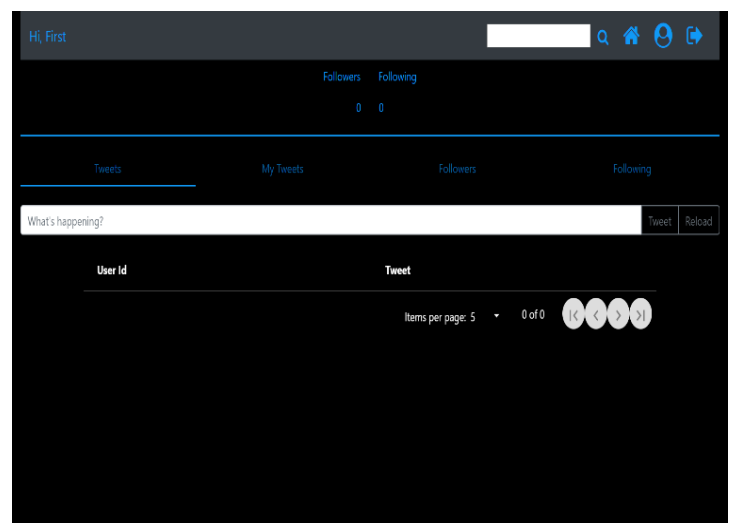 Hi, First
Followers Following
0 0
Tweets My Tweets Followers Following
What's happening? Tweet Reload
User Id Tweet
Items per page: 5 0 of 0